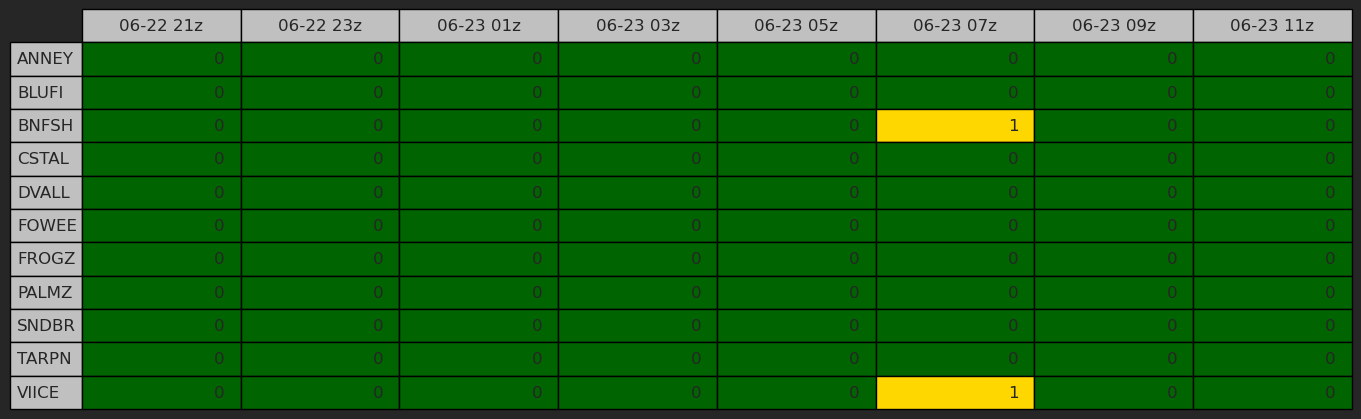 06-22 21z 06-22 23z 06-23 01z 06-23 03z 06-23 05z 06-23 07z 06-23 09z 06-23 11z
ANNEY 0 0 0 0 0 0 0 0
BLUFI 0 0 0 0 0 0 0 0
BNFSH 0 0 0 0 0 1 0 0
CSTAL 0 0 0 0 0 0 0 0
DVALL 0 0 0 0 0 0 0 0
FOWEE 0 0 0 0 0 0 0 0
FROGZ 0 0 0 0 0 0 0 0
PALMZ 0 0 0 0 0 0 0 0
SNDBR 0 0 0 0 0 0 0 0
TARPN 0 0 0 0 0 0 0 0
VIICE 0 0 0 0 0 1 0 0